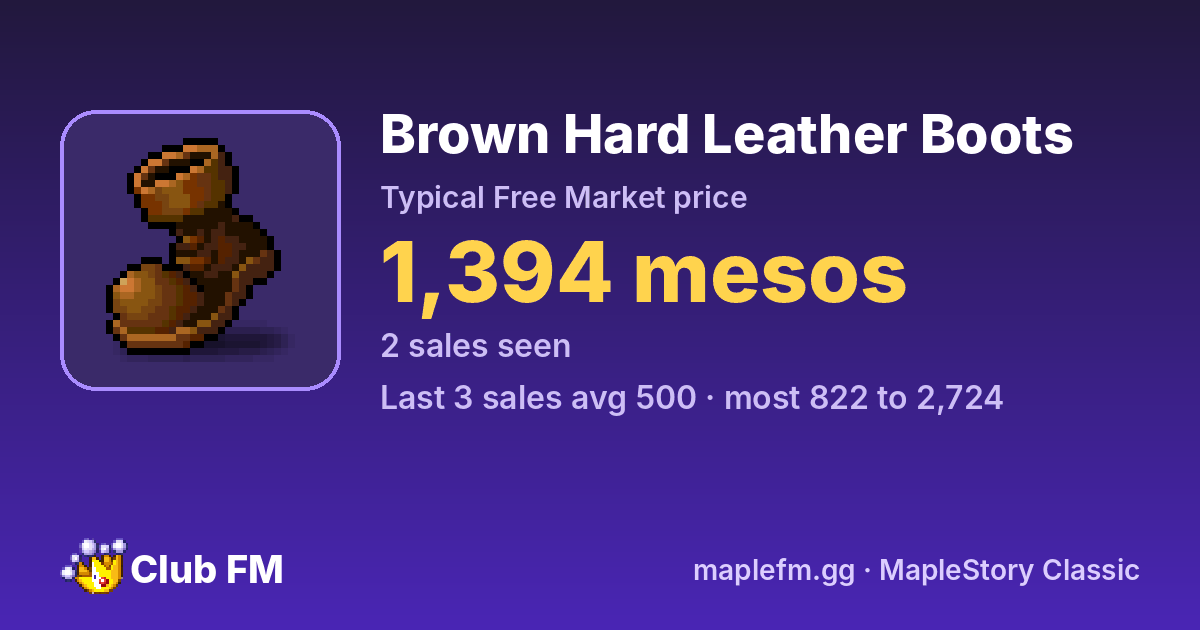 Brown Hard Leather Boots
Typical Free Market price
1,394 mesos
2 sales seen
Last 3 sales avg 500 · most 822 to 2,724
Club FM
maplefm.gg · MapleStory Classic